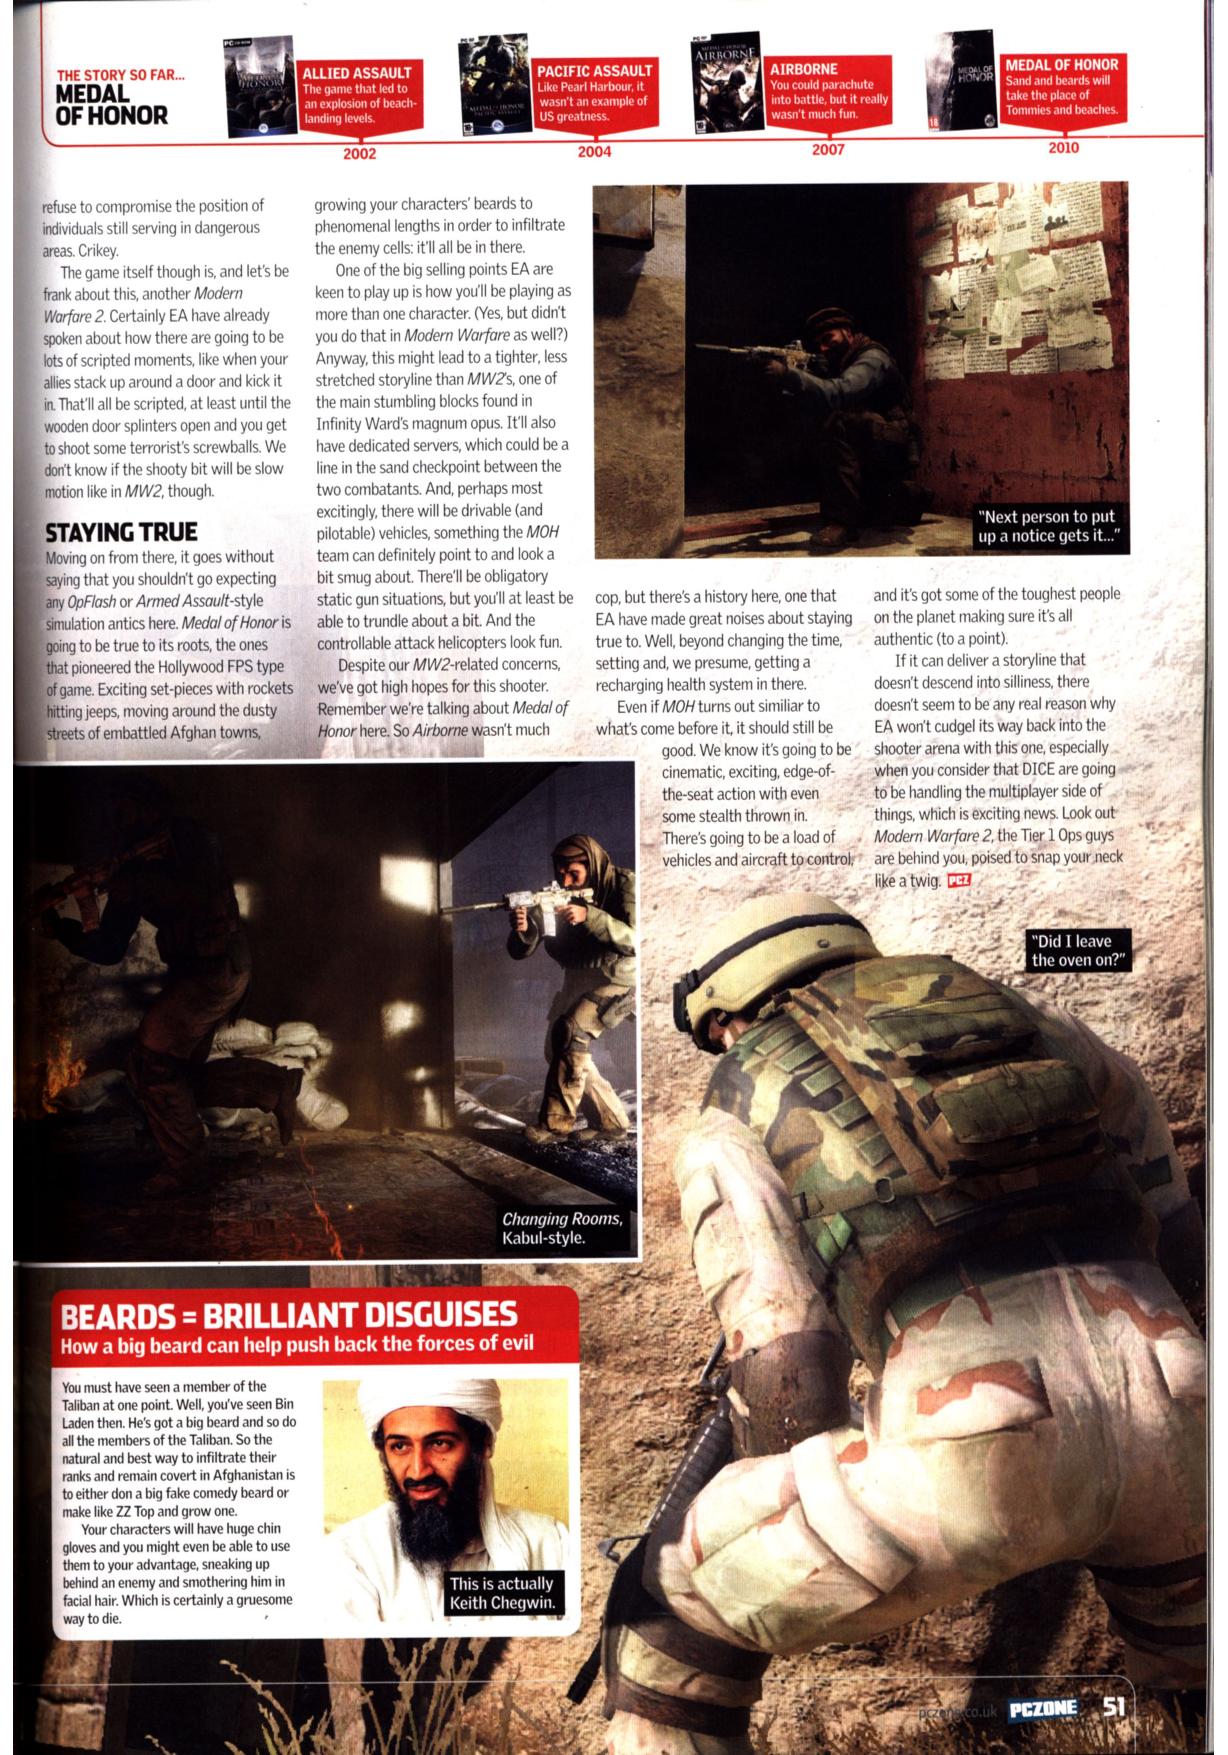 THE STORY SO FAR...
MEDAL
OF HONOR
PC
ALLIED ASSAULT
The game that led to
an explosion of beach-
landing levels.
2002
PACIFIC ASSAULT
Like Pearl Harbour, it
wasn't an example of
US greatness.
2004
AIRBORNE
AIRBORNE
You could parachute
into battle, but it really
wasn't much fun.
2007
MEDAL OF
HONOR
18
MEDAL OF HONOR
Sand and beards will
take the place of
Tommies and beaches.
2010
refuse to compromise the position of
individuals still serving in dangerous
areas. Crikey.
The game itself though is, and let's be
frank about this, another Modern
Warfare 2. Certainly EA have already
spoken about how there are going to be
lots of scripted moments, like when your
allies stack up around a door and kick it
in. That'll all be scripted, at least until the
wooden door splinters open and you get
to shoot some terrorist's screwballs. We
don't know if the shooty bit will be slow
motion like in MW2, though.
STAYING TRUE
Moving on from there, it goes without
saying that you shouldn't go expecting
any OpFlash or Armed Assault-style
simulation antics here. Medal of Honor is
going to be true to its roots, the ones
that pioneered the Hollywood FPS type
of game. Exciting set-pieces with rockets
hitting jeeps, moving around the dusty
streets of embattled Afghan towns,
growing your characters' beards to
phenomenal lengths in order to infiltrate
the enemy cells: it'll all be in there.
One of the big selling points EA are
keen to play up is how you'll be playing as
more than one character. (Yes, but didn't
you do that in Modern Warfare as well?)
Anyway, this might lead to a tighter, less
stretched storyline than MW2's, one of
the main stumbling blocks found in
Infinity Ward's magnum opus. It'll also
have dedicated servers, which could be a
line in the sand checkpoint between the
two combatants. And, perhaps most
excitingly, there will be drivable (and
pilotable) vehicles, something the MOH
team can definitely point to and look a
bit smug about. There'll be obligatory
static gun situations, but you'll at least be
able to trundle about a bit. And the
controllable attack helicopters look fun.
Despite our MW2-related concerns,
we've got high hopes for this shooter.
Remember we're talking about Medal of
Honor here. So Airborne wasn't much
"Next person to put
up a notice gets it..."
cop, but there's a history here, one that
EA have made great noises about staying
true to. Well, beyond changing the time,
setting and, we presume, getting a
recharging health system in there.
Even if MOH turns out similiar to
what's come before it, it should still be
good. We know it's going to be
cinematic, exciting, edge-of-
the-seat action with even
some stealth thrown in.
There's going to be a load of
vehicles and aircraft to control,
and it's got some of the toughest people
on the planet making sure it's all
authentic (to a point).
If it can deliver a storyline that
doesn't descend into silliness, there
doesn't seem to be any real reason why
EA won't cudgel its way back into the
shooter arena with this one, especially
when you consider that DICE are going
to be handling the multiplayer side of
things, which is exciting news. Look out
Modern Warfare 2, the Tier 1 Ops guys
are behind you, poised to snap your neck
like a twig. PCZ
"Did I leave
the oven on?"
Changing Rooms,
Kabul-style.
BEARDS = BRILLIANT DISGUISES
How a big beard can help push back the forces of evil
You must have seen a member of the
Taliban at one point. Well, you've seen Bin
Laden then. He's got a big beard and so do
all the members of the Taliban. So the
natural and best way to infiltrate their
ranks and remain covert in Afghanistan is
to either don a big fake comedy beard or
make like ZZ Top and grow one.
Your characters will have huge chin
gloves and you might even be able to use
them to your advantage, sneaking up
behind an enemy and smothering him in
facial hair. Which is certainly a gruesome
way to die.
This is actually
Keith Chegwin.
pczone.co.uk PCZONE 51